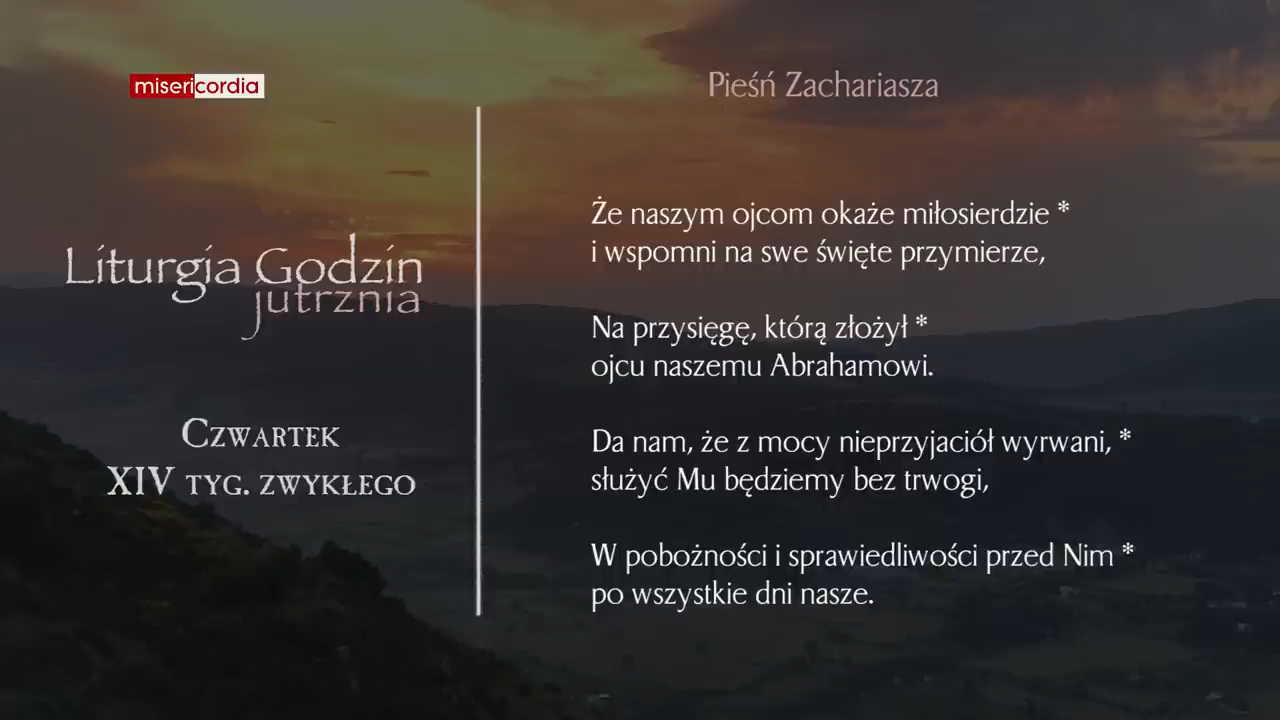 misericordia
Liturgia Godzin
jutrznia
Czwartek
XIV tyg. zwykłego
Pieśń Zachariasza
Że naszym ojcom okaże miłosierdzie *
i wspomni na swe święte przymierze,
Na przysięgę, którą złożył *
ojcu naszemu Abrahamowi.
Da nam, że z mocy nieprzyjaciół wyrwani, *
służyć Mu będziemy bez trwogi,
W pobożności i sprawiedliwości przed Nim *
po wszystkie dni nasze.